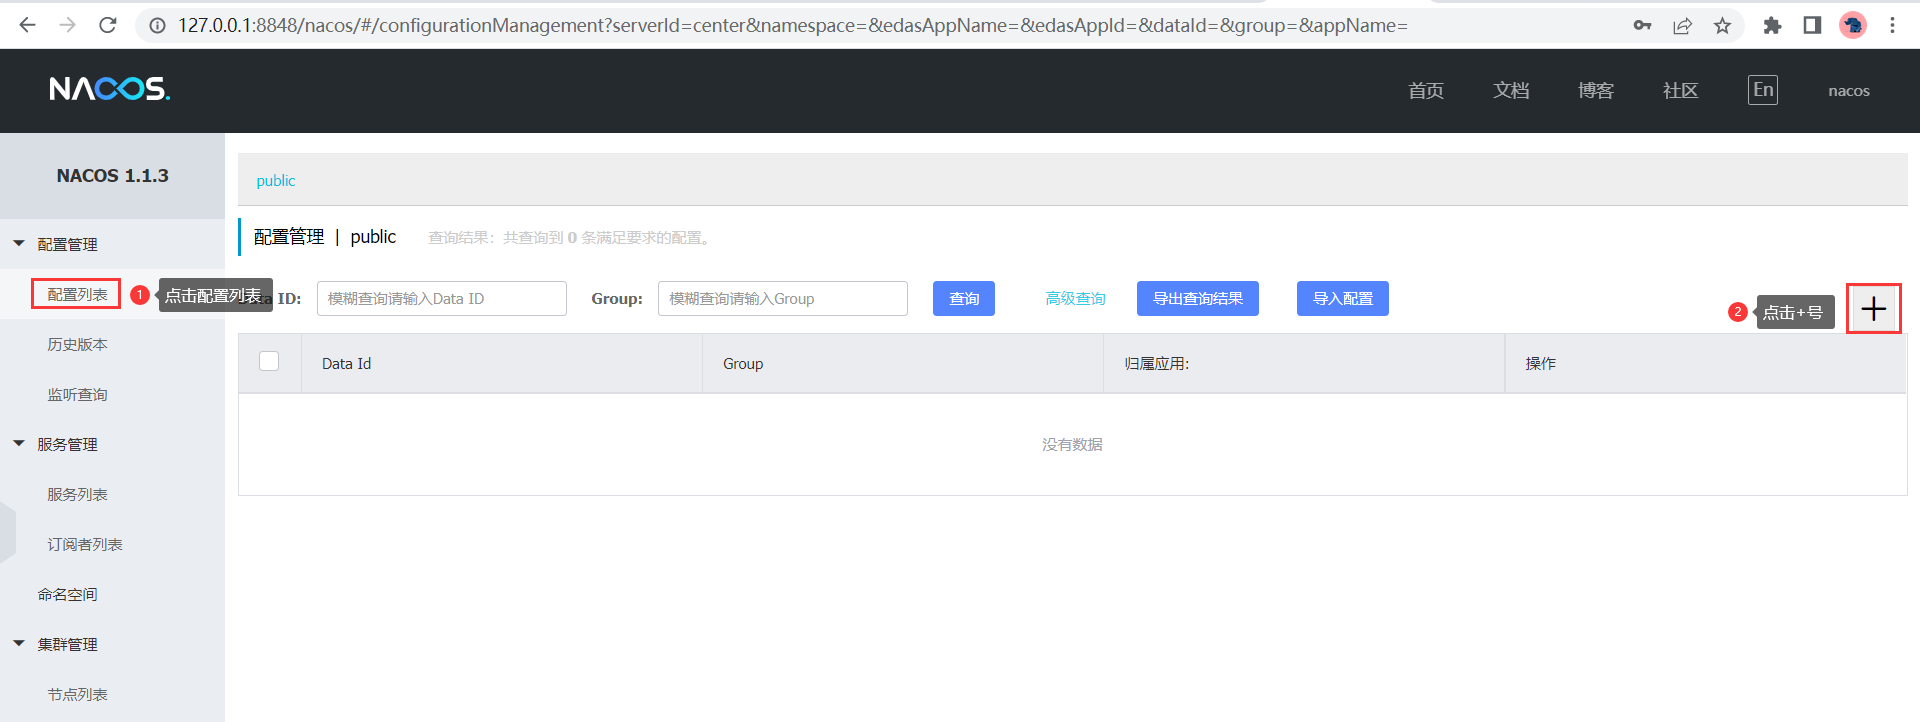 127.0.0.1:8848/nacos/#/configurationManagement?serverId=center&namespace=&edasAppName=&edasAppId=&dataId=&group=&appName=
NACOS.
首页 文档 博客 社区 En nacos
NACOS 1.1.3
public
配置管理
配置管理 | public 查询结果：共查询到 0 条满足要求的配置。
配置列表 1 点击配置列表 ID: 模糊查询请输入Data ID Group: 模糊查询请输入Group 查询 高级查询 导出查询结果 导入配置
2 点击+号 +
历史版本
Data Id Group 归属应用: 操作
监听查询
服务管理
没有数据
服务列表
订阅者列表
命名空间
集群管理
节点列表